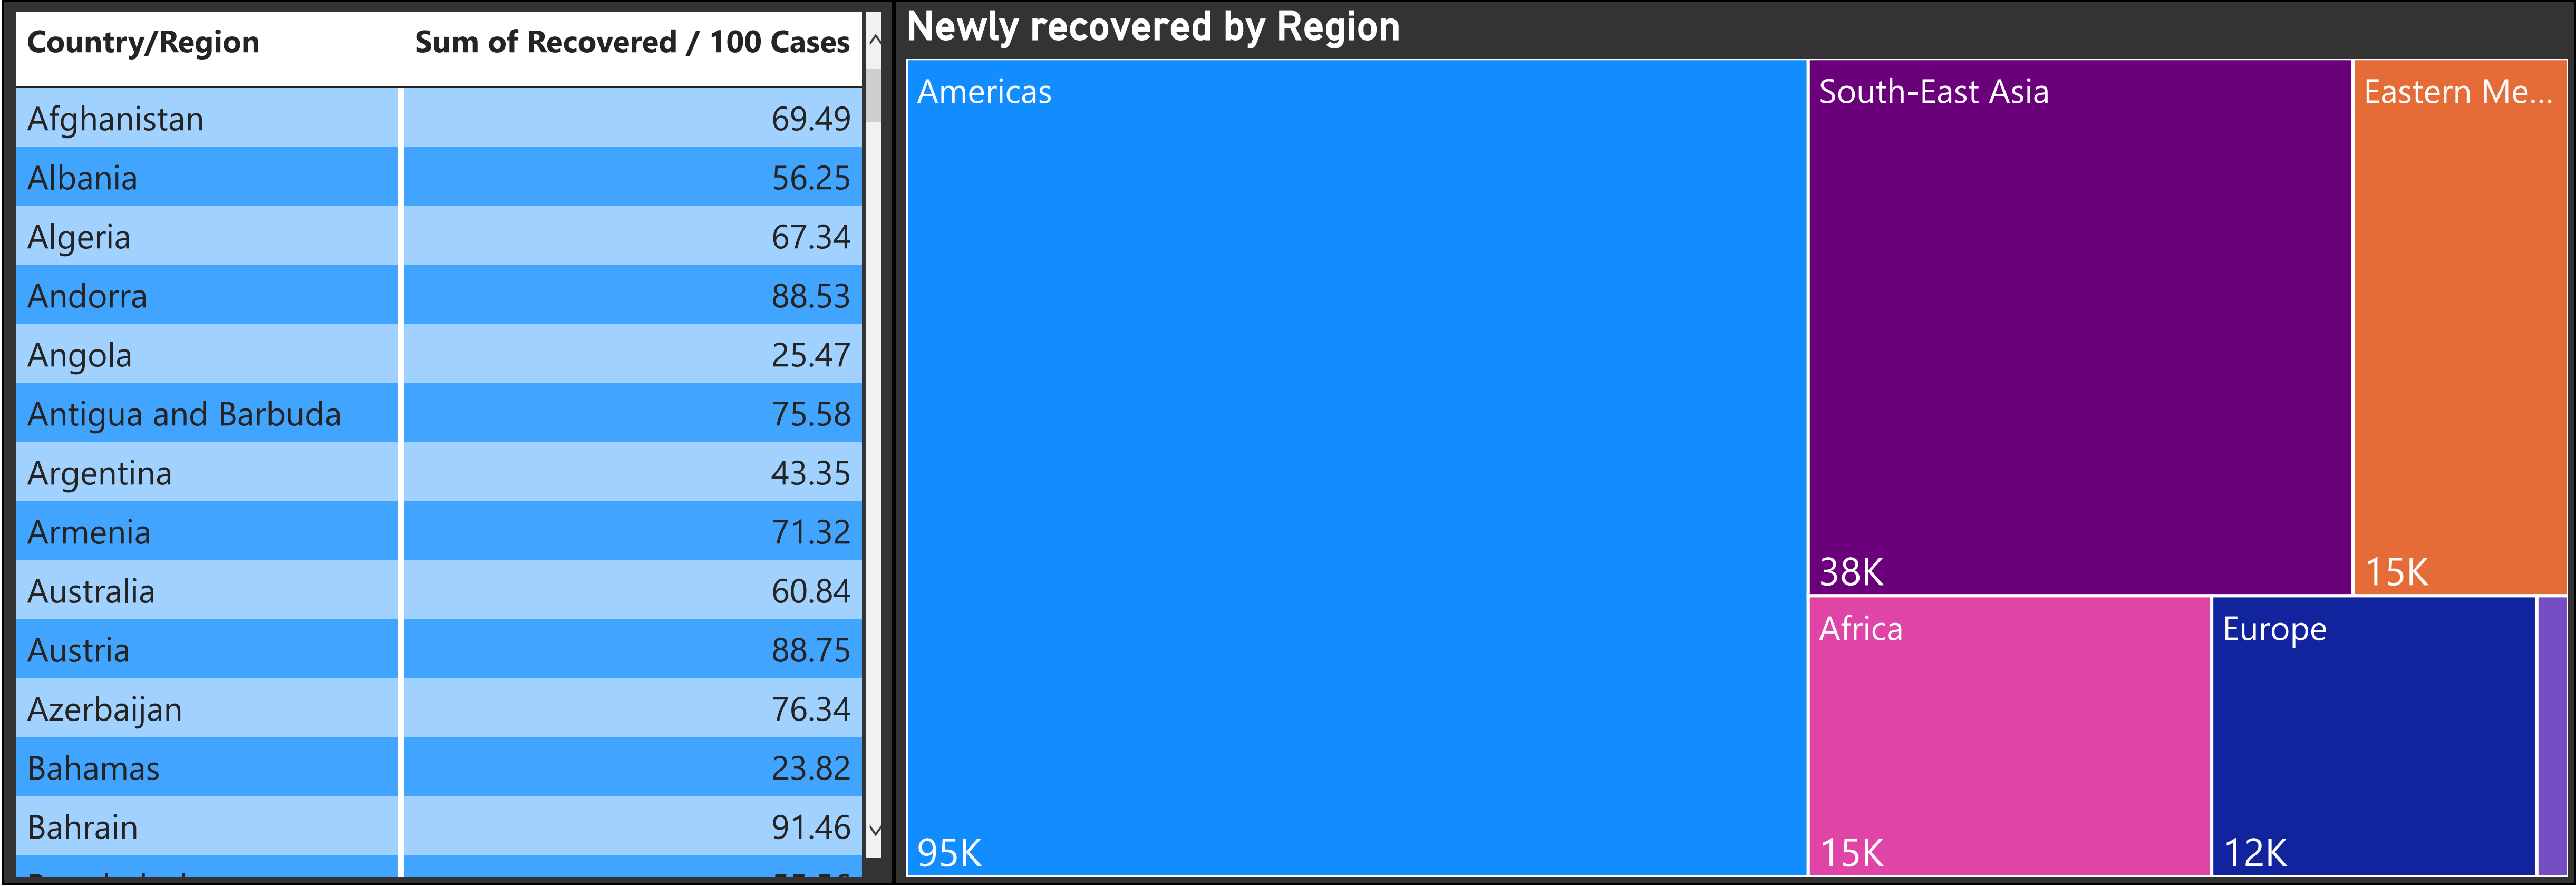 Country/Region Sum of Recovered / 100 Cases
Afghanistan 69.49
Albania 56.25
Algeria 67.34
Andorra 88.53
Angola 25.47
Antigua and Barbuda 75.58
Argentina 43.35
Armenia 71.32
Australia 60.84
Austria 88.75
Azerbaijan 76.34
Bahamas 23.82
Bahrain 91.46
Newly recovered by Region
Americas
95K
South-East Asia
38K
Eastern Me...
15K
Africa
15K
Europe
12K